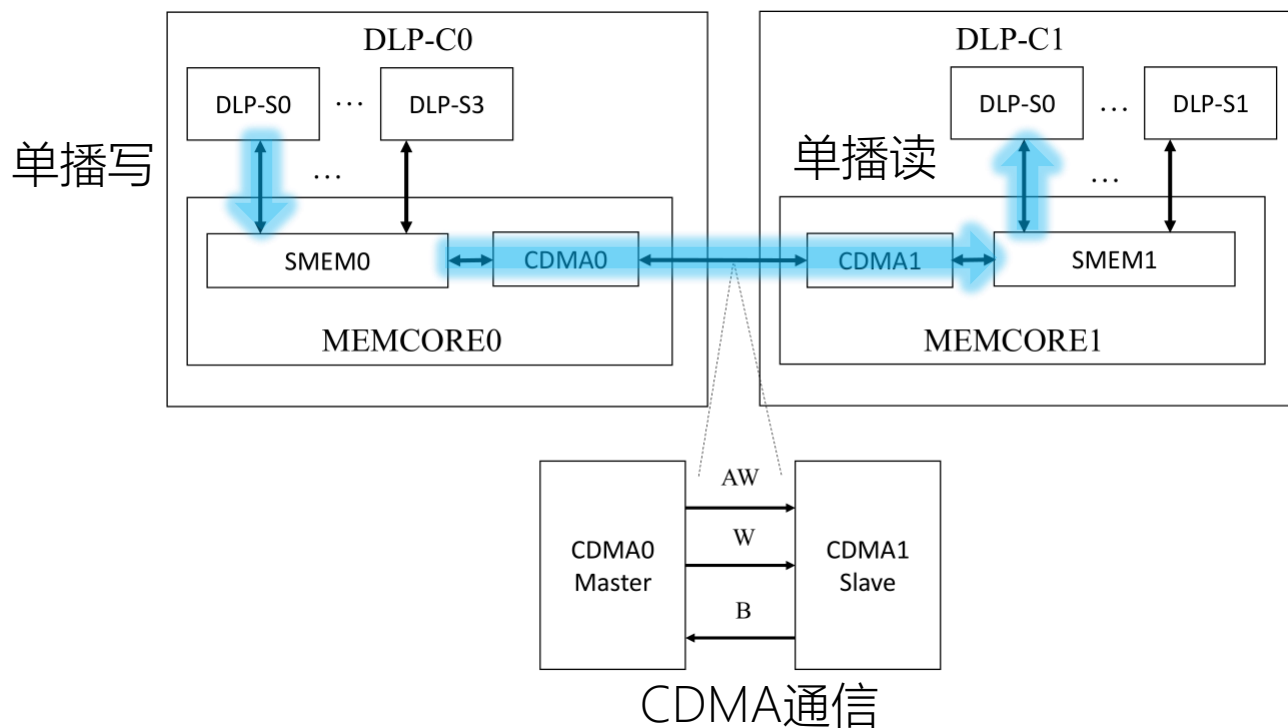 DLP-C0
DLP-S0
…
DLP-S3
单播写
…
SMEM0
CDMA0
MEMCORE0
DLP-C1
DLP-S0
…
DLP-S1
单播读
…
CDMA1
SMEM1
MEMCORE1
CDMA0
Master
AW
W
B
CDMA1
Slave
CDMA通信